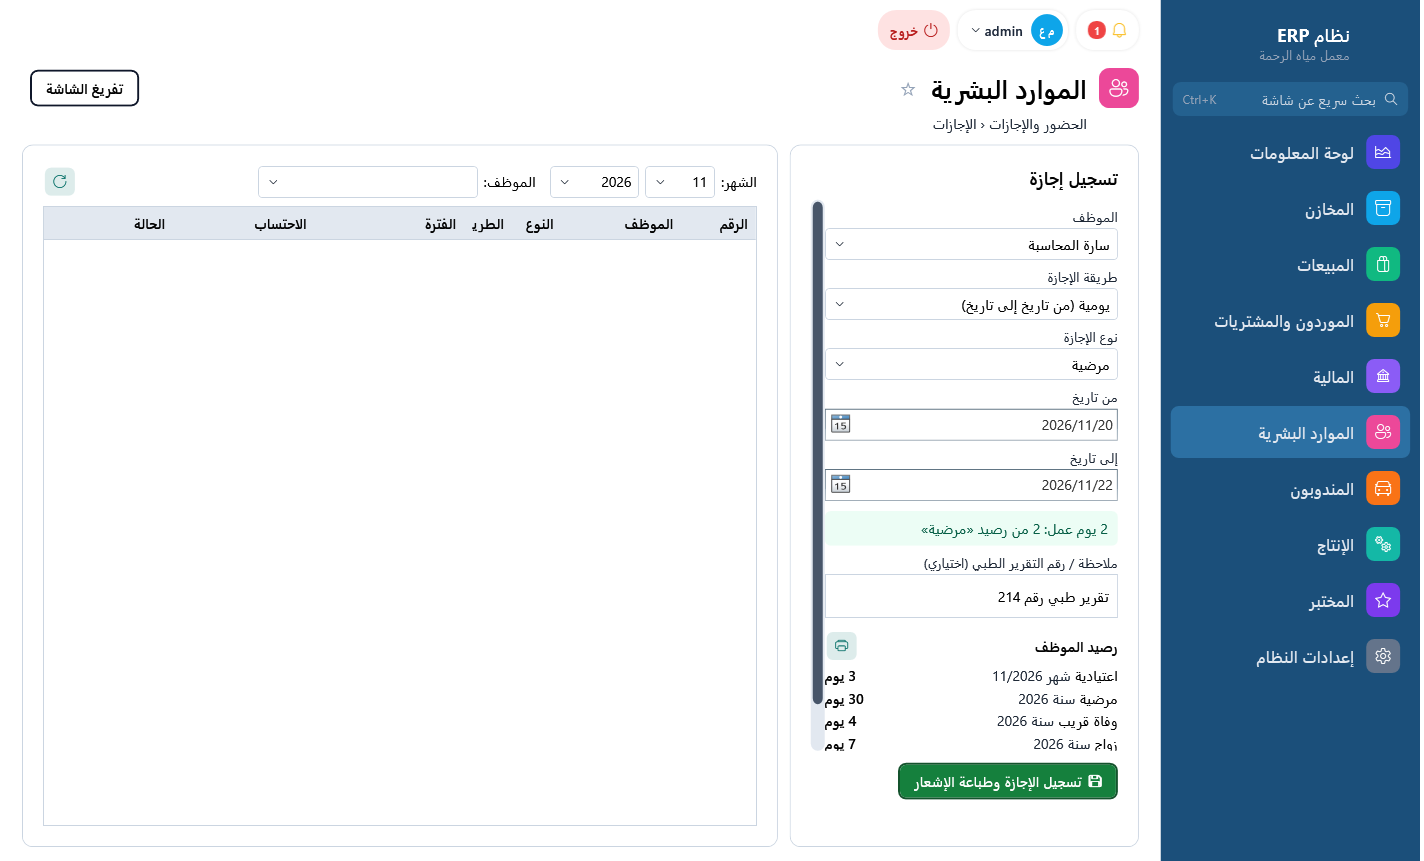 نظام ERP
معمل مياه الرحمة
بحث سريع عن شاشة Ctrl+K
لوحة المعلومات
المخازن
المبيعات
الموردون والمشتريات
المالية
الموارد البشرية
المندوبون
الإنتاج
المختبر
إعدادات النظام
1
م ع admin
خروج
الموارد البشرية
الحضور والإجازات › الإجازات
تفريغ الشاشة
تسجيل إجازة
الموظف
سارة المحاسبة
طريقة الإجازة
يومية (من تاريخ إلى تاريخ)
نوع الإجازة
مرضية
من تاريخ
2026/11/20
15
إلى تاريخ
2026/11/22
15
2 يوم عمل: 2 من رصيد «مرضية»
ملاحظة / رقم التقرير الطبي (اختياري)
تقرير طبي رقم 214
رصيد الموظف
اعتيادية شهر 11/2026 3 يوم
مرضية سنة 2026 30 يوم
وفاة قريب سنة 2026 4 يوم
زواج سنة 2026 7 يوم
تسجيل الإجازة وطباعة الإشعار
الشهر: 11 2026 الموظف:
الرقم الموظف النوع الطري الفترة الاحتساب الحالة